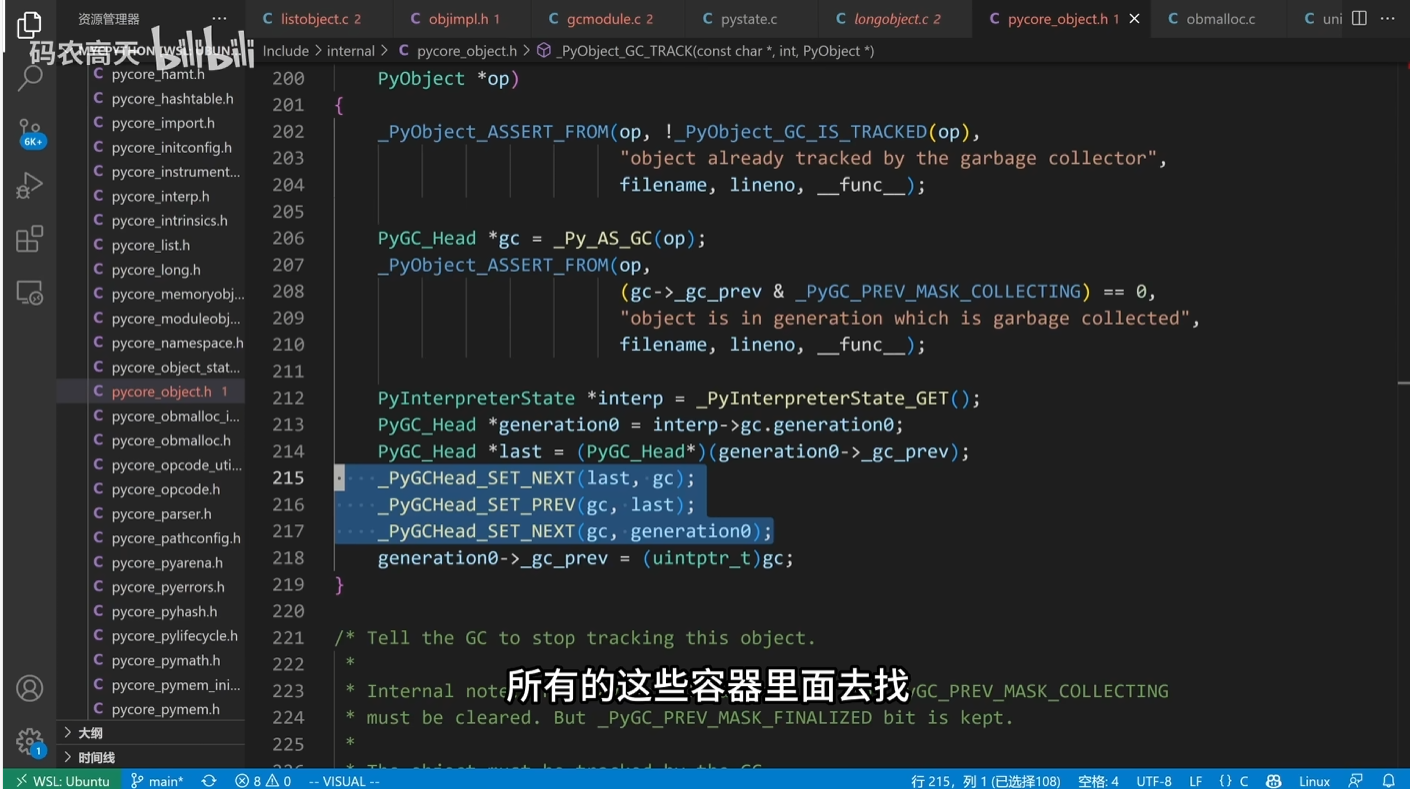 资源管理器
listobject.c 2
objimpl.h 1
gcmodule.c 2
pystate.c
longobject.c 2
pycore_object.h 1
obmalloc.c
uni
MYPYTHON [WSL: UBUN...
码农高天 bilibili
Include > internal > C pycore_object.h > _PyObject_GC_TRACK(const char *, int, PyObject *)
pycore_hamt.h
pycore_hashtable.h
pycore_import.h
pycore_initconfig.h
6K+
pycore_instrument...
pycore_interp.h
pycore_intrinsics.h
pycore_list.h
pycore_long.h
pycore_memoryobj...
pycore_moduleobj...
pycore_namespace.h
pycore_object_stat...
pycore_object.h 1
pycore_obmalloc_i...
pycore_obmalloc.h
pycore_opcode_uti...
pycore_opcode.h
pycore_parser.h
pycore_pathconfig.h
pycore_pyarena.h
pycore_pyerrors.h
pycore_pyhash.h
pycore_pylifecycle.h
pycore_pymath.h
pycore_pymem_ini...
pycore_pymem.h
大纲
时间线
1
200 PyObject *op)
201 {
202 _PyObject_ASSERT_FROM(op, !_PyObject_GC_IS_TRACKED(op),
203 "object already tracked by the garbage collector",
204 filename, lineno, __func__);
205
206 PyGC_Head *gc = _Py_AS_GC(op);
207 _PyObject_ASSERT_FROM(op,
208 (gc->_gc_prev & _PyGC_PREV_MASK_COLLECTING) == 0,
209 "object is in generation which is garbage collected",
210 filename, lineno, __func__);
211
212 PyInterpreterState *interp = _PyInterpreterState_GET();
213 PyGC_Head *generation0 = interp->gc.generation0;
214 PyGC_Head *last = (PyGC_Head*)(generation0->_gc_prev);
215 _PyGCHead_SET_NEXT(last, gc);
216 _PyGCHead_SET_PREV(gc, last);
217 _PyGCHead_SET_NEXT(gc, generation0);
218 generation0->_gc_prev = (uintptr_t)gc;
219 }
220
221 /* Tell the GC to stop tracking this object.
222 *
223 * Internal note yGC_PREV_MASK_COLLECTING
所有的这些容器里面去找
224 * must be cleared. But _PyGC_PREV_MASK_FINALIZED bit is kept.
225 *
WSL: Ubuntu main* 8 0 -- VISUAL -- 行 215，列 1 (已选择108) 空格: 4 UTF-8 LF {} C Linux